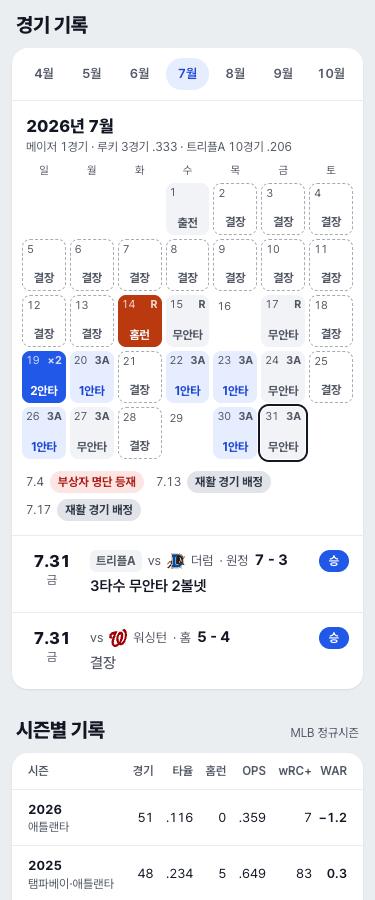 경기 기록
4월 5월 6월 7월 8월 9월 10월
2026년 7월
메이저 1경기 · 루키 3경기 .333 · 트리플A 10경기 .206
일 월 화 수 목 금 토
1 2 3 4
출전 결장 결장 결장
5 6 7 8 9 10 11
결장 결장 결장 결장 결장 결장 결장
12 13 14 R 15 R 16 17 R 18
결장 결장 홈런 무안타 무안타 결장
19 ×2 20 3A 21 22 3A 23 3A 24 3A 25
2안타 1안타 결장 1안타 1안타 무안타 결장
26 3A 27 3A 28 29 30 3A 31 3A
1안타 무안타 결장 1안타 무안타
7.4 부상자 명단 등재 7.13 재활 경기 배정
7.17 재활 경기 배정
7.31 트리플A vs 더럼 · 원정 7 - 3 승
금 3타수 무안타 2볼넷
7.31 vs W 워싱턴 · 홈 5 - 4 승
금 결장
시즌별 기록 MLB 정규시즌
시즌 경기 타율 홈런 OPS wRC+ WAR
2026 51 .116 0 .359 7 −1.2
애틀랜타
2025 48 .234 5 .649 83 0.3
탬파베이·애틀랜타